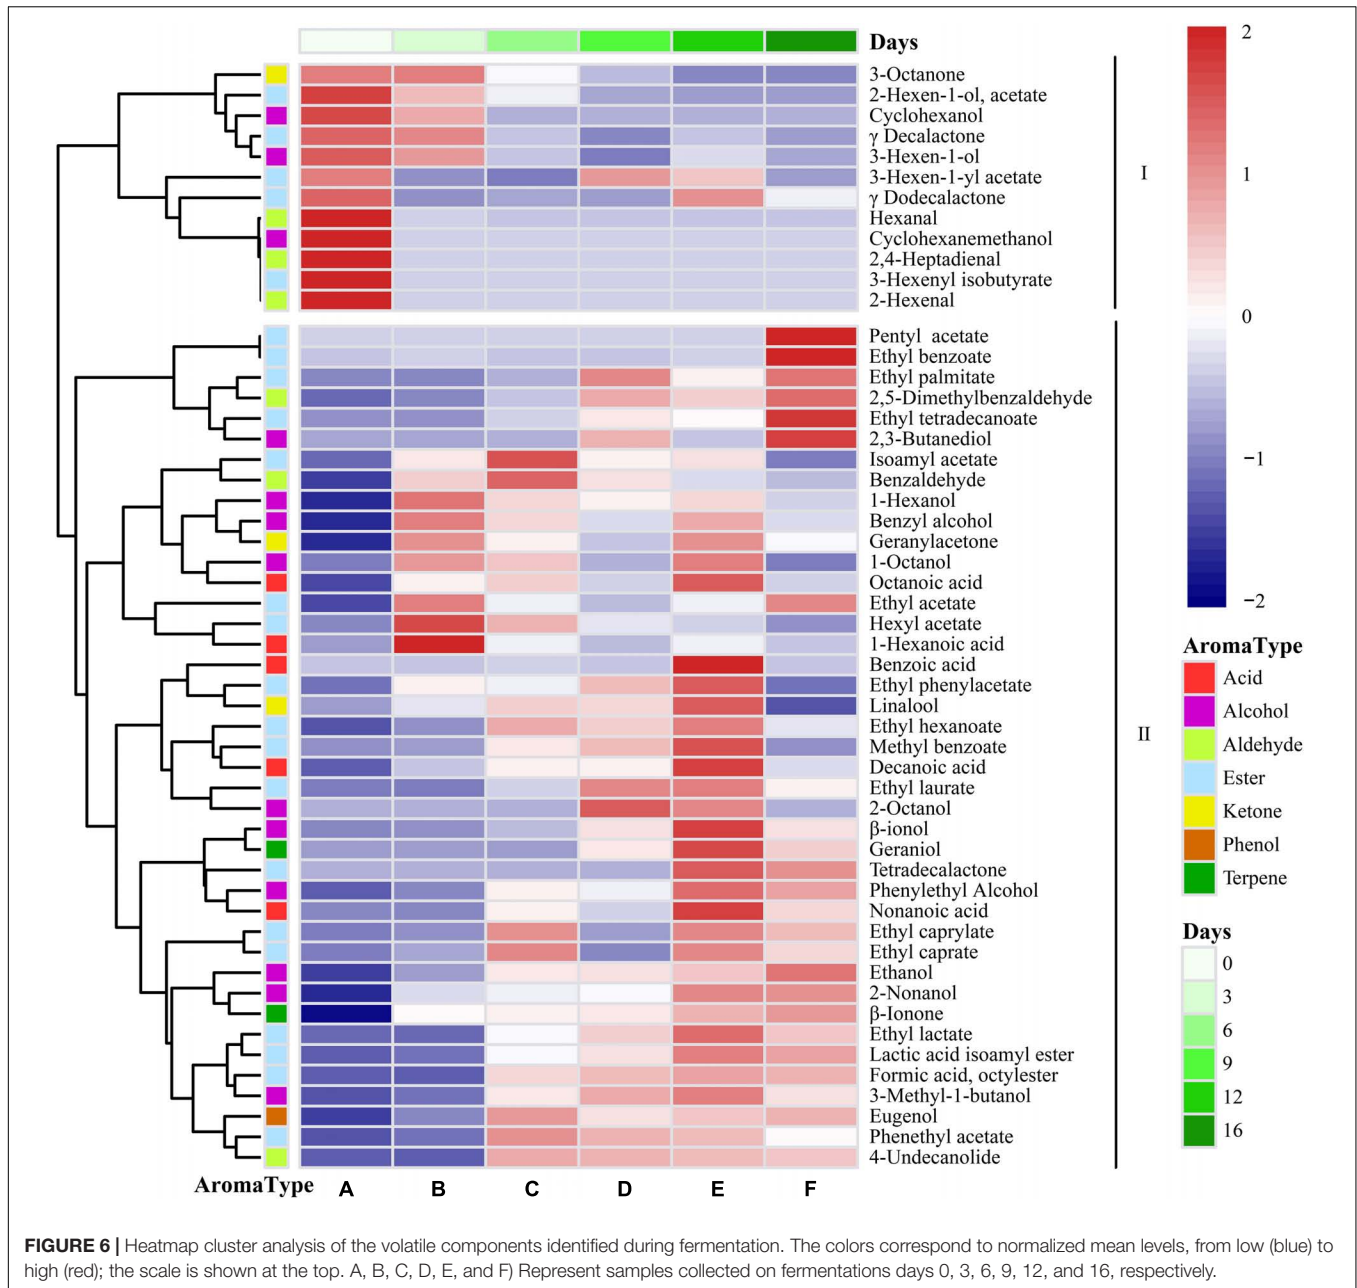 Days
3-Octanone
2-Hexen-1-ol, acetate
Cyclohexanol
γ Decalactone
3-Hexen-1-ol
3-Hexen-1-yl acetate
γ Dodecalactone
Hexanal
Cyclohexanemethanol
2,4-Heptadienal
3-Hexenyl isobutyrate
2-Hexenal
I
Pentyl acetate
Ethyl benzoate
Ethyl palmitate
2,5-Dimethylbenzaldehyde
Ethyl tetradecanoate
2,3-Butanediol
Isoamyl acetate
Benzaldehyde
1-Hexanol
Benzyl alcohol
Geranylacetone
1-Octanol
Octanoic acid
Ethyl acetate
Hexyl acetate
1-Hexanoic acid
Benzoic acid
Ethyl phenylacetate
Linalool
Ethyl hexanoate
Methyl benzoate
Decanoic acid
Ethyl laurate
2-Octanol
β-ionol
Geraniol
Tetradecalactone
Phenylethyl Alcohol
Nonanoic acid
Ethyl caprylate
Ethyl caprate
Ethanol
2-Nonanol
β-Ionone
Ethyl lactate
Lactic acid isoamyl ester
Formic acid, octylester
3-Methyl-1-butanol
Eugenol
Phenethyl acetate
4-Undecanolide
II
AromaType A B C D E F
2
1
0
−1
−2
AromaType
Acid
Alcohol
Aldehyde
Ester
Ketone
Phenol
Terpene
Days
0
3
6
9
12
16
FIGURE 6 | Heatmap cluster analysis of the volatile components identified during fermentation. The colors correspond to normalized mean levels, from low (blue) to
high (red); the scale is shown at the top. A, B, C, D, E, and F) Represent samples collected on fermentations days 0, 3, 6, 9, 12, and 16, respectively.